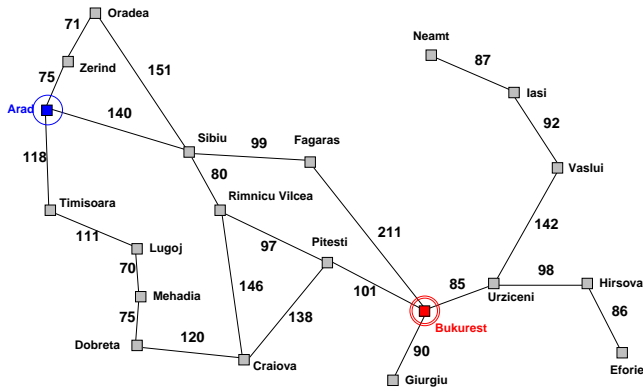 Oradea
71
Neamt
Zerind
87
75
151
Iasi
Arad
140
92
118
Sibiu
99
Fagaras
80
Vaslui
Timisoara
Rimnicu Vilcea
111
97
Pitesti
211
142
Lugoj
70
146
101
85
98
Hirsova
Mehadia
Urziceni
75
138
86
120
Bukurest
Dobreta
90
Craiova
Eforie
Giurgiu